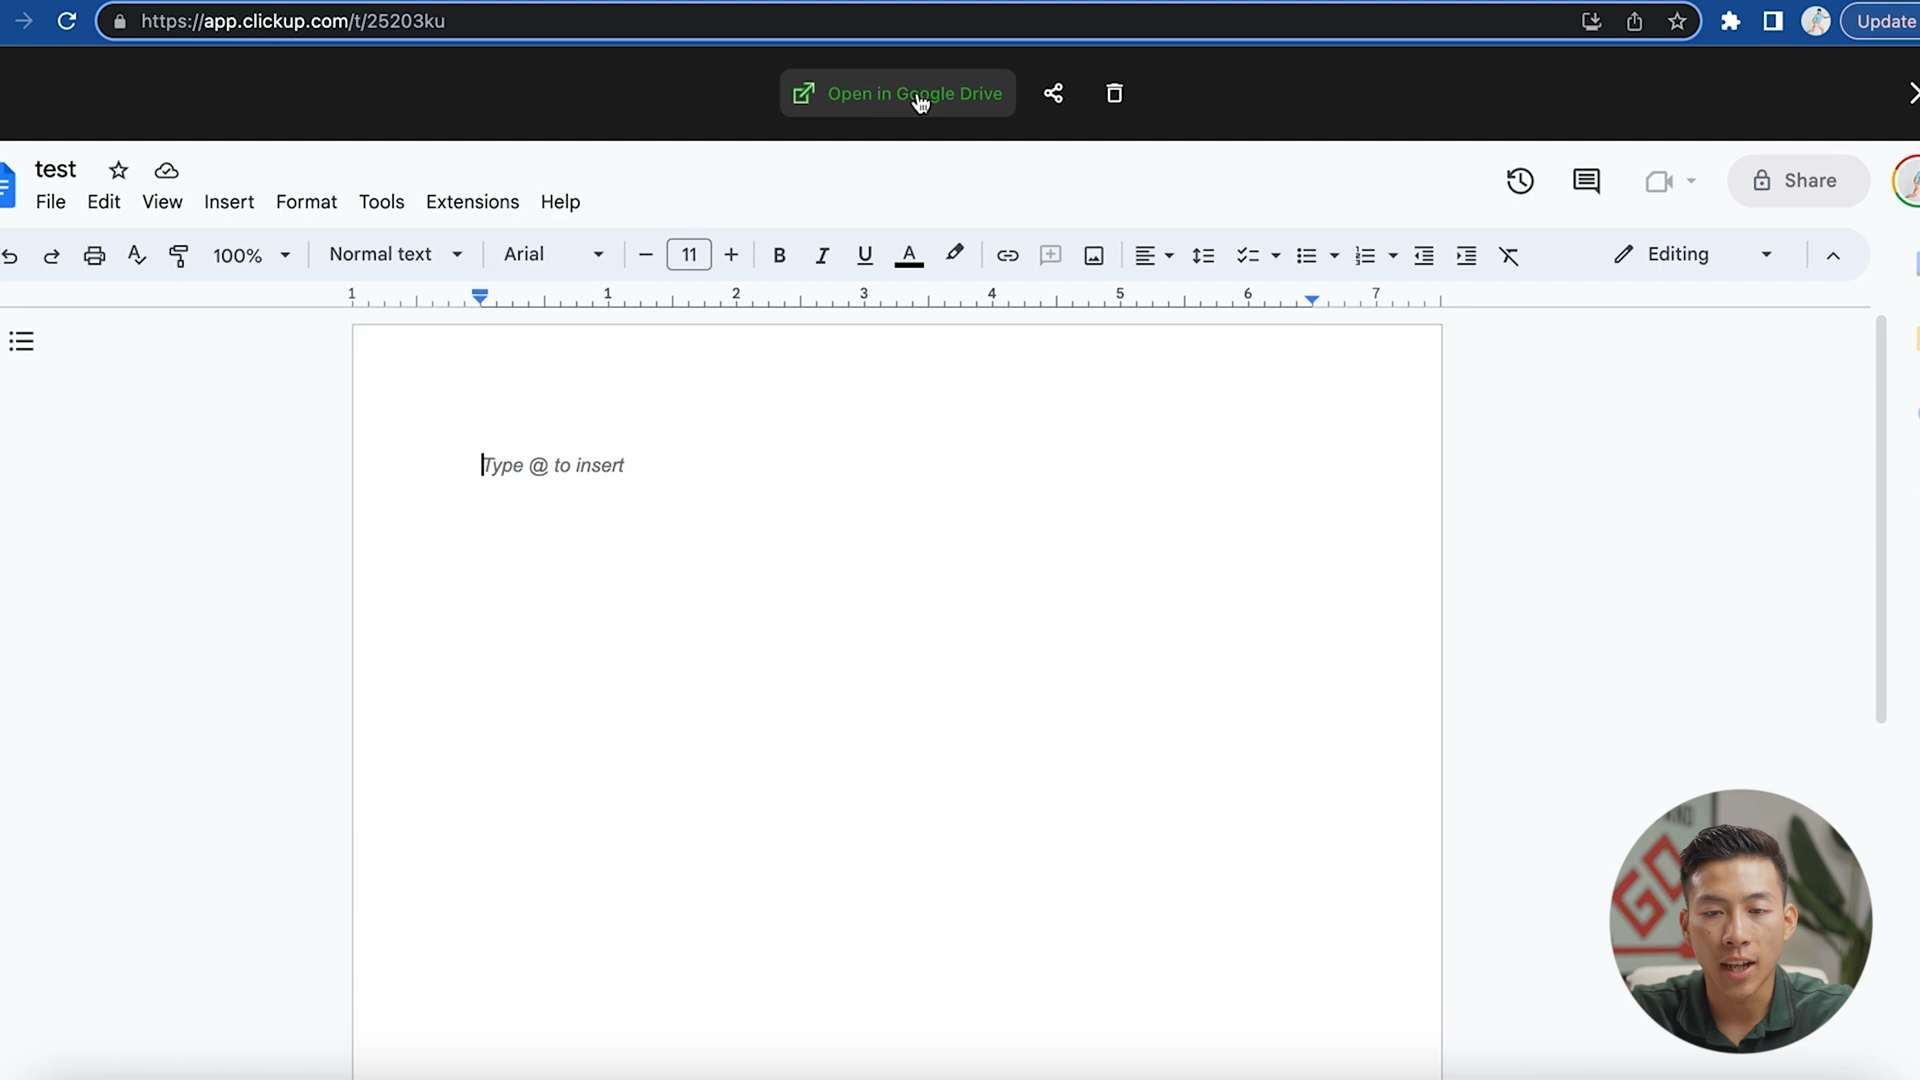 https://app.clickup.com/t/25203ku
Update
Open in Google Drive
test
File Edit View Insert Format Tools Extensions Help
Share
100% Normal text Arial 11 B I U A Editing
1 1 2 3 4 5 6 7
Type @ to insert
GO